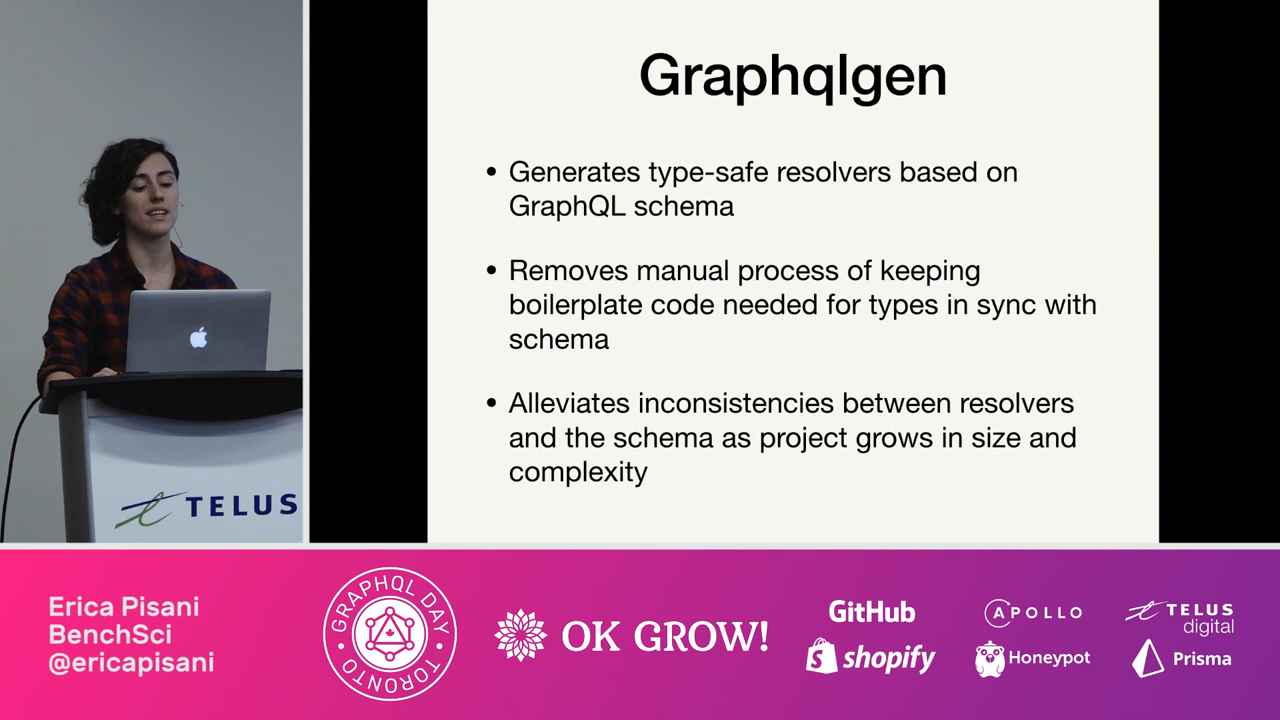 Graphqlgen
• Generates type-safe resolvers based on
GraphQL schema
• Removes manual process of keeping
boilerplate code needed for types in sync with
schema
• Alleviates inconsistencies between resolvers
and the schema as project grows in size and
complexity
TELUS
Erica Pisani
BenchSci
@ericapisani
GRAPHQL DAY
TORONTO
OK GROW!
GitHub
shopify
APOLLO
Honeypot
TELUS
digital
Prisma